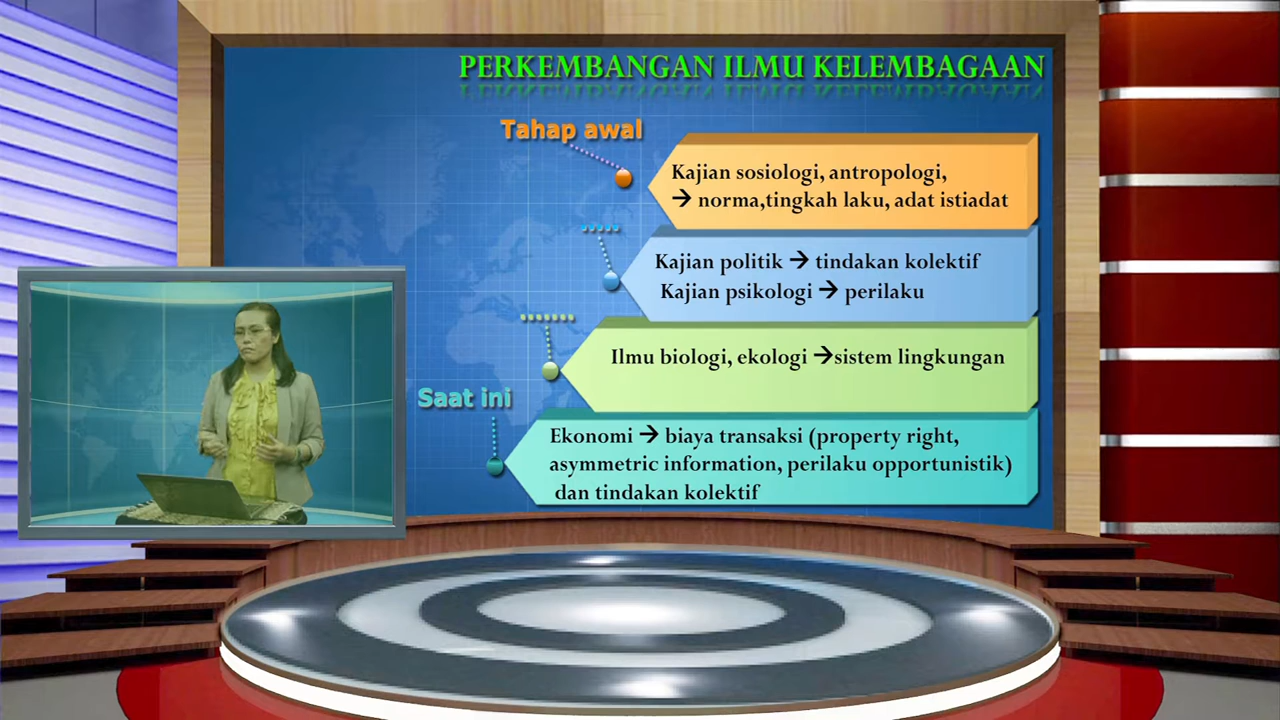 PERKEMBANGAN ILMU KELEMBAGAAN
Tahap awal
Kajian sosiologi, antropologi,
→ norma,tingkah laku, adat istiadat
Kajian politik → tindakan kolektif
Kajian psikologi → perilaku
Ilmu biologi, ekologi →sistem lingkungan
Saat ini
Ekonomi → biaya transaksi (property right,
asymmetric information, perilaku opportunistik)
dan tindakan kolektif